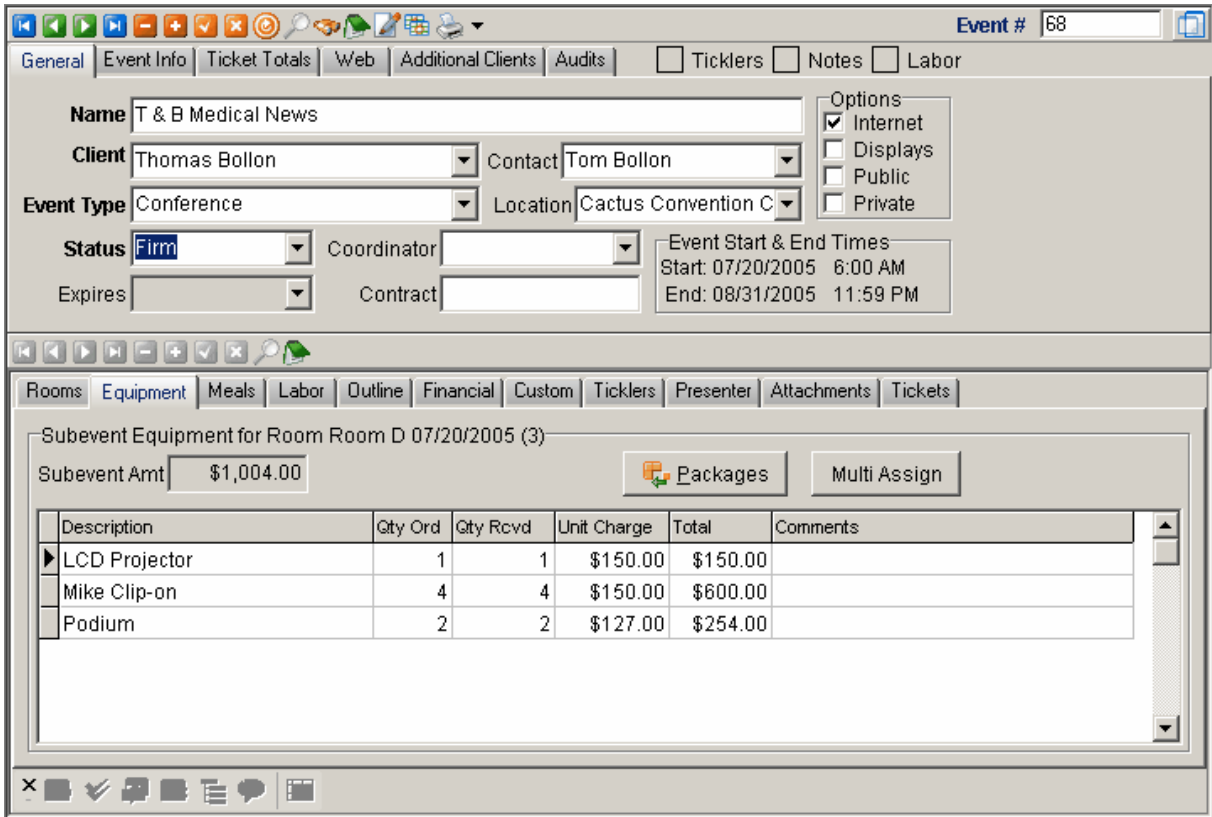 Event # 68
General Event Info Ticket Totals Web Additional Clients Audits Ticklers Notes Labor
Name T & B Medical News
Options
Internet
Displays
Public
Private
Client Thomas Bollon Contact Tom Bollon
Event Type Conference Location Cactus Convention C
Status Firm Coordinator
Expires Contract
Event Start & End Times
Start: 07/20/2005 6:00 AM
End: 08/31/2005 11:59 PM
Rooms Equipment Meals Labor Outline Financial Custom Ticklers Presenter Attachments Tickets
Subevent Equipment for Room Room D 07/20/2005 (3)
Subevent Amt $1,004.00 Packages Multi Assign
Description Qty Ord Qty Rcvd Unit Charge Total Comments
LCD Projector 1 1 $150.00 $150.00
Mike Clip-on 4 4 $150.00 $600.00
Podium 2 2 $127.00 $254.00